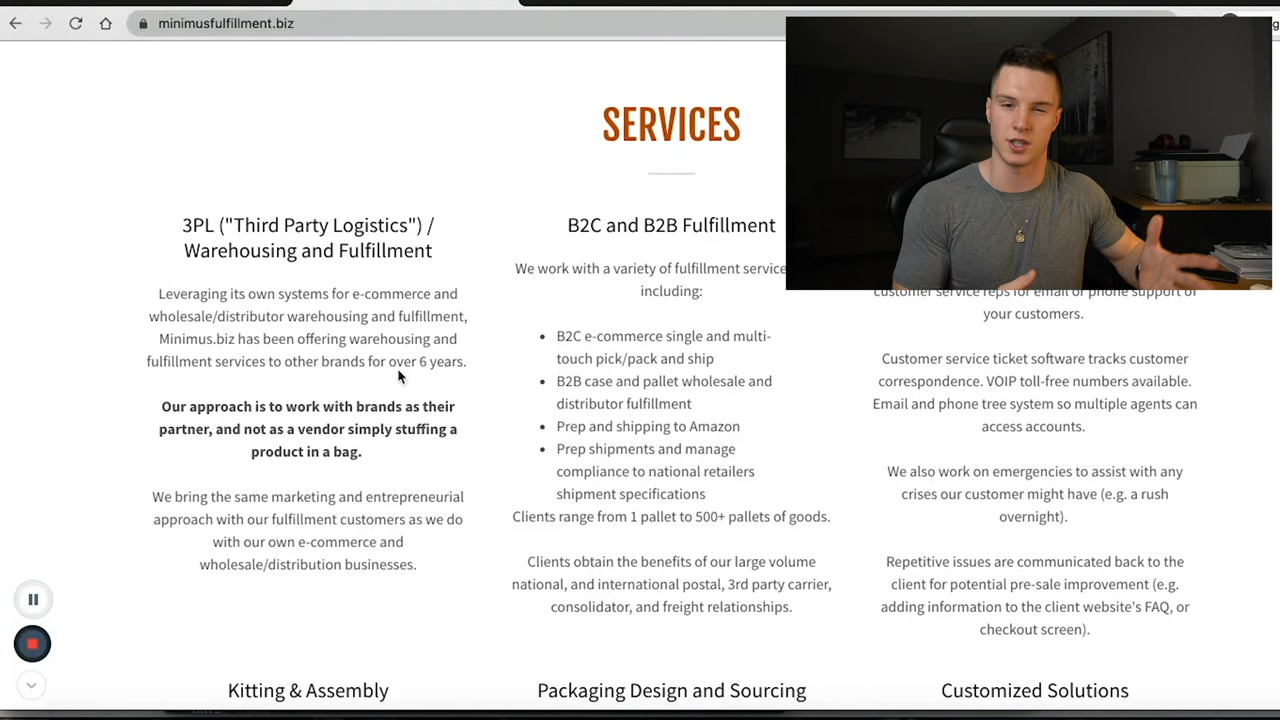 minimusfulfillment.biz
SERVICES
3PL ("Third Party Logistics") /
Warehousing and Fulfillment
Leveraging its own systems for e-commerce and
wholesale/distributor warehousing and fulfillment,
Minimus.biz has been offering warehousing and
fulfillment services to other brands for over 6 years.
Our approach is to work with brands as their
partner, and not as a vendor simply stuffing a
product in a bag.
We bring the same marketing and entrepreneurial
approach with our fulfillment customers as we do
with our own e-commerce and
wholesale/distribution businesses.
B2C and B2B Fulfillment
We work with a variety of fulfillment service
including:
• B2C e-commerce single and multi-
touch pick/pack and ship
• B2B case and pallet wholesale and
distributor fulfillment
• Prep and shipping to Amazon
• Prep shipments and manage
compliance to national retailers
shipment specifications
Clients range from 1 pallet to 500+ pallets of goods.
Clients obtain the benefits of our large volume
national, and international postal, 3rd party carrier,
consolidator, and freight relationships.
customer service reps for email or phone support of
your customers.
Customer service ticket software tracks customer
correspondence. VOIP toll-free numbers available.
Email and phone tree system so multiple agents can
access accounts.
We also work on emergencies to assist with any
crises our customer might have (e.g. a rush
overnight).
Repetitive issues are communicated back to the
client for potential pre-sale improvement (e.g.
adding information to the client website's FAQ, or
checkout screen).
Kitting & Assembly
Packaging Design and Sourcing
Customized Solutions